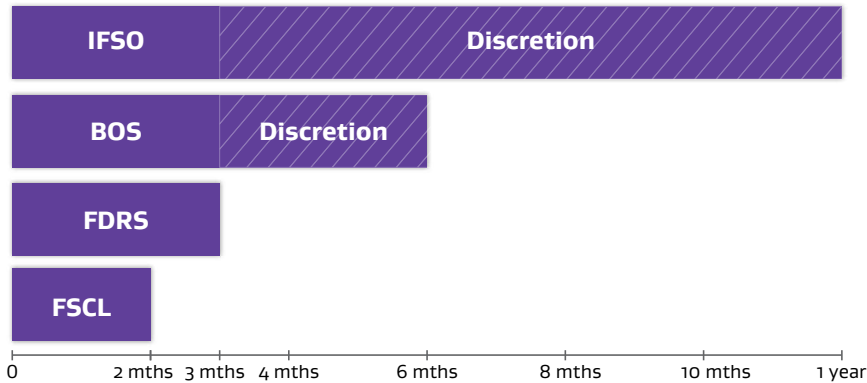 IFSO Discretion
BOS Discretion
FDRS
FSCL
0 2 mths 3 mths 4 mths 6 mths 8 mths 10 mths 1 year